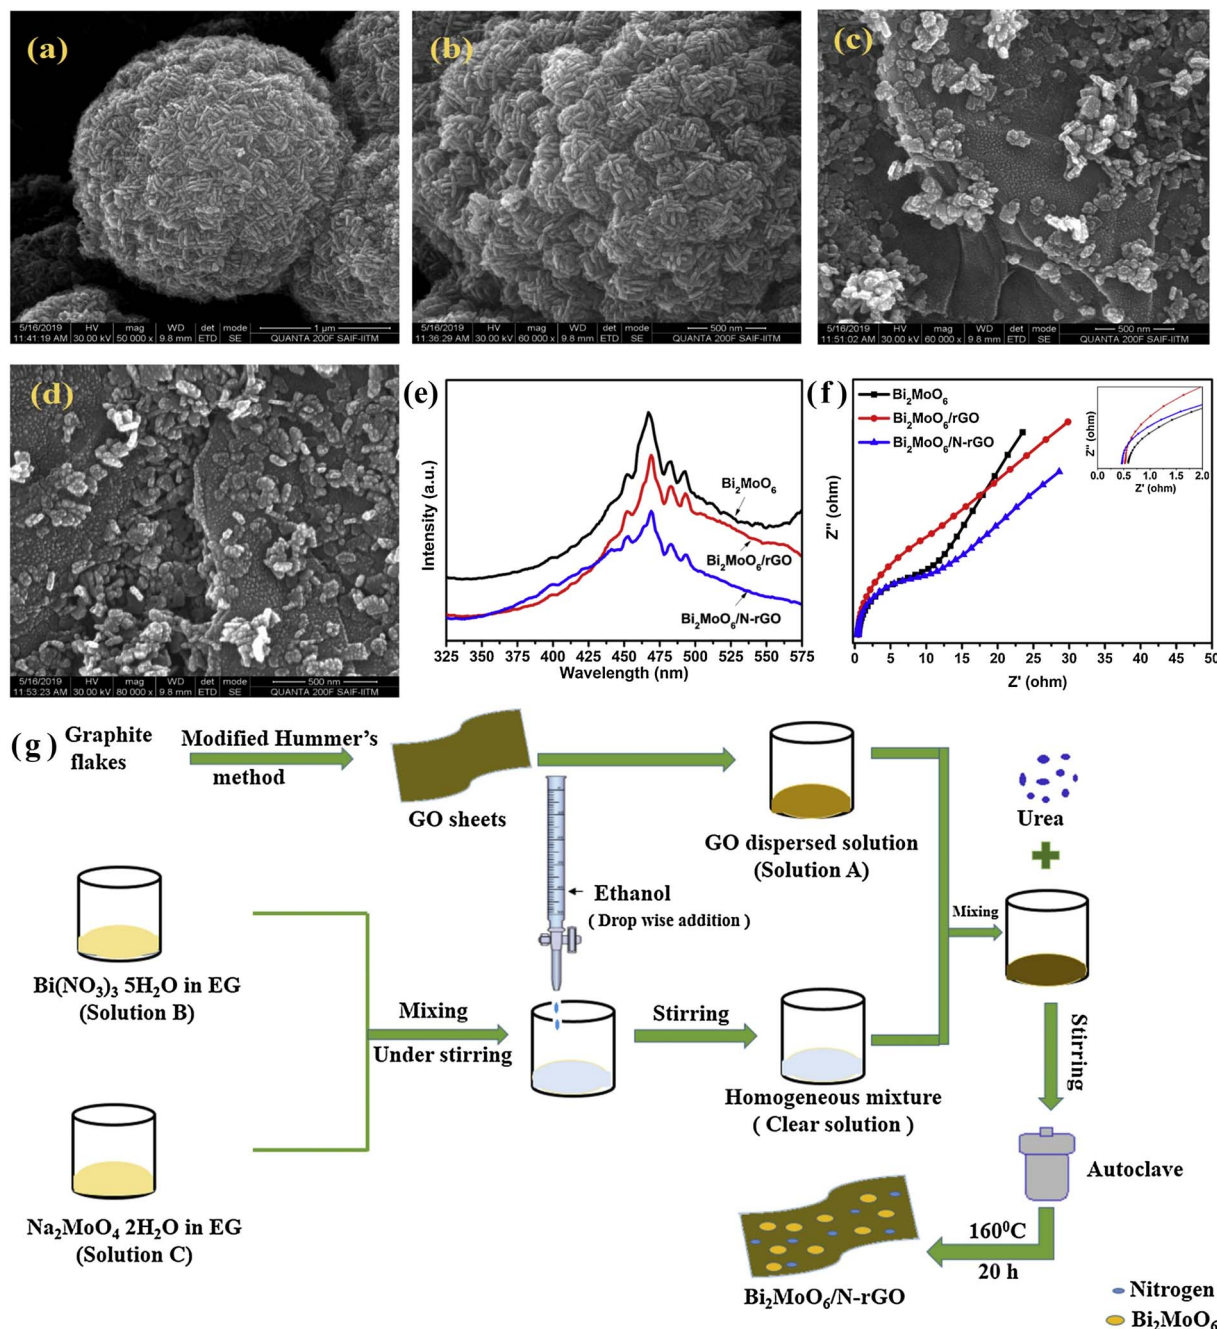 (a)
5/16/2019 HV mag WD det mode 1 µm
11:41:19 AM 30.00 kV 50 000 x 9.8 mm ETD SE QUANTA 200F SAIF-IITM
(b)
5/16/2019 HV mag WD det mode 500 nm
11:36:29 AM 30.00 kV 60 000 x 9.8 mm ETD SE QUANTA 200F SAIF-IITM
(c)
5/16/2019 HV mag WD det mode 500 nm
11:51:02 AM 30.00 kV 60 000 x 9.8 mm ETD SE QUANTA 200F SAIF-IITM
(d)
5/16/2019 HV mag WD det mode 500 nm
11:53:23 AM 30.00 kV 80 000 x 9.8 mm ETD SE QUANTA 200F SAIF-IITM
(e)
Intensity (a.u.)
Bi₂MoO₆
Bi₂MoO₆/rGO
Bi₂MoO₆/N-rGO
325 350 375 400 425 450 475 500 525 550 575
Wavelength (nm)
(f)
Z'' (ohm)
Bi₂MoO₆
Bi₂MoO₆/rGO
Bi₂MoO₆/N-rGO
Z'' (ohm)
0.0 0.5 1.0 1.5 2.0
Z' (ohm)
0 5 10 15 20 25 30 35 40 45 50
Z' (ohm)
(g)
Graphite
flakes
Modified Hummer's
method
GO sheets
GO dispersed solution
(Solution A)
Urea
Ethanol
( Drop wise addition )
Mixing
Bi(NO₃)₃ 5H₂O in EG
(Solution B)
Mixing
Under stirring
Stirring
Homogeneous mixture
( Clear solution )
Stirring
Na₂MoO₄ 2H₂O in EG
(Solution C)
Autoclave
160⁰C
20 h
Bi₂MoO₆/N-rGO
Nitrogen
Bi₂MoO₆